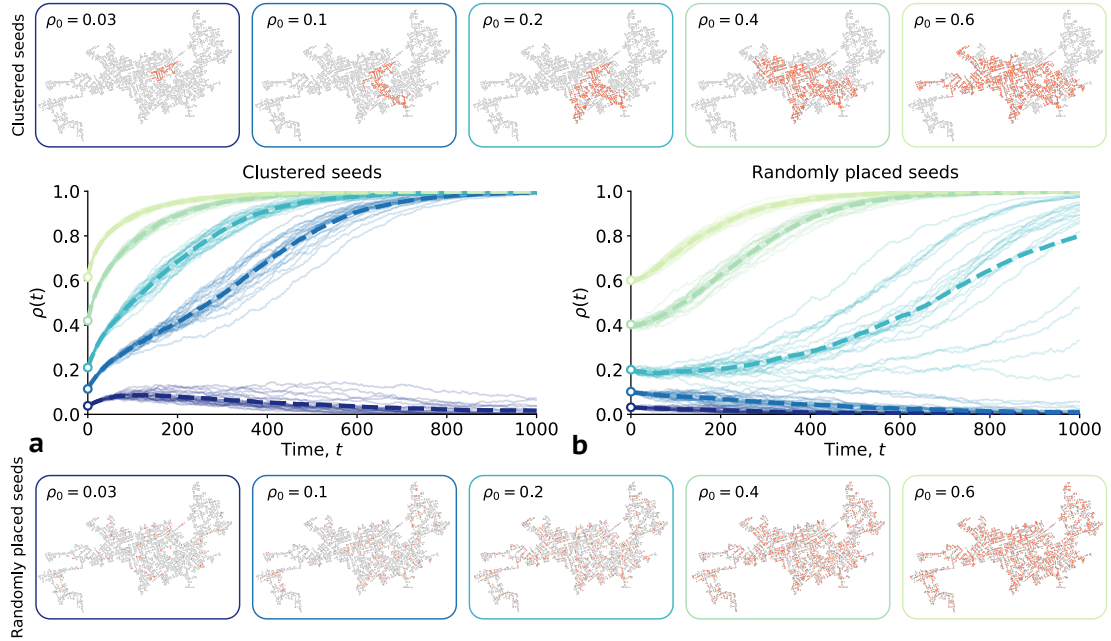 Clustered seeds
ρ₀ = 0.03
ρ₀ = 0.1
ρ₀ = 0.2
ρ₀ = 0.4
ρ₀ = 0.6
Clustered seeds
ρ(t)
1.0
0.8
0.6
0.4
0.2
0.0
0 200 400 600 800 1000
Time, t
a
Randomly placed seeds
ρ(t)
1.0
0.8
0.6
0.4
0.2
0.0
0 200 400 600 800 1000
Time, t
b
Randomly placed seeds
ρ₀ = 0.03
ρ₀ = 0.1
ρ₀ = 0.2
ρ₀ = 0.4
ρ₀ = 0.6